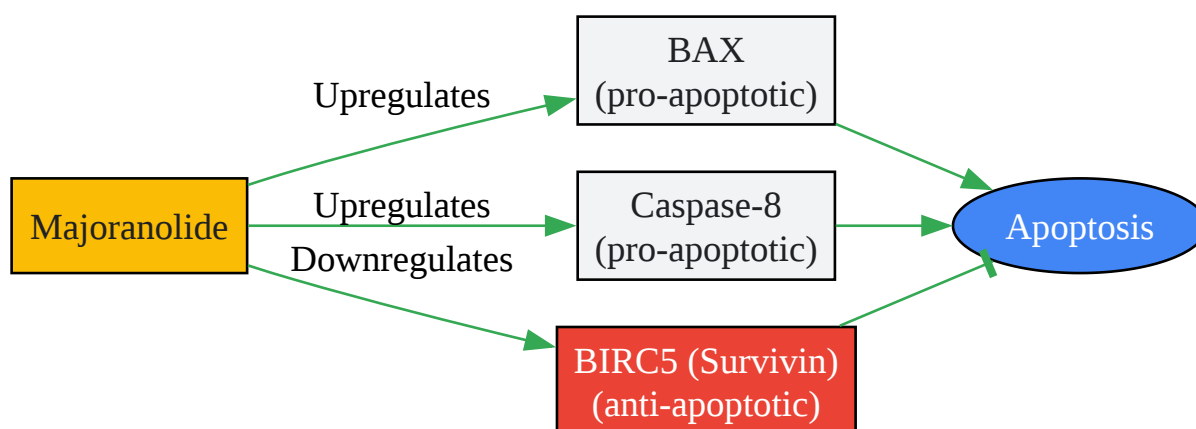 BAX
(pro-apoptotic)
Upregulates
Majoranolide
Upregulates
Caspase-8
(pro-apoptotic)
Apoptosis
Downregulates
BIRC5 (Survivin)
(anti-apoptotic)